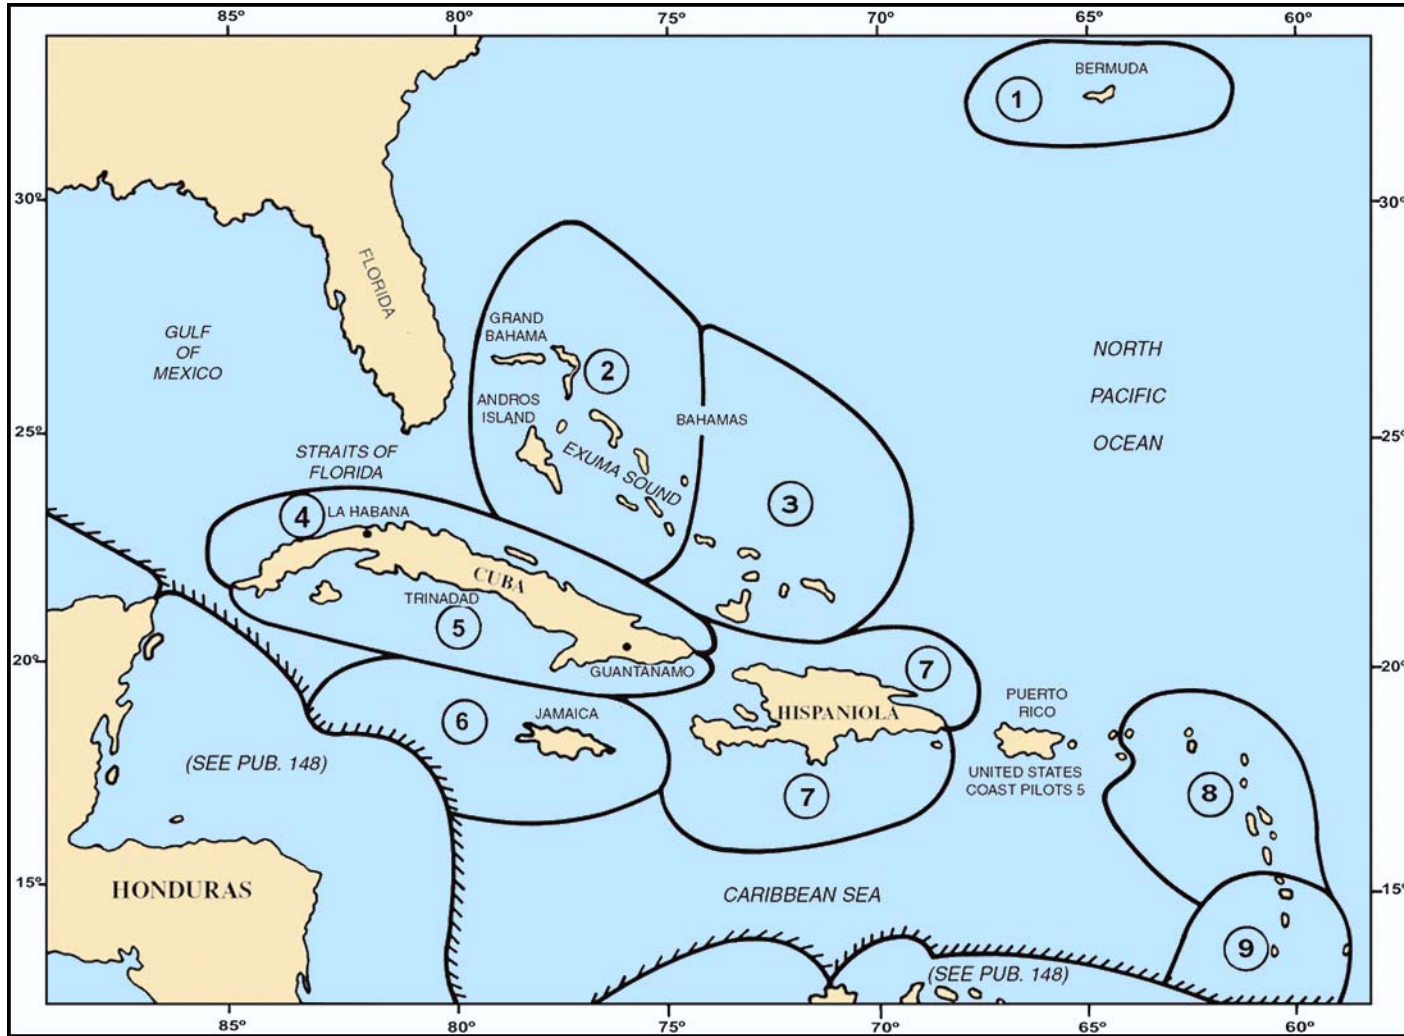 85° 80° 75° 70° 65° 60°
BERMUDA
1
30° 30°
FLORIDA
GULF
OF
MEXICO
GRAND
BAHAMA
2
NORTH
PACIFIC
OCEAN
ANDROS
ISLAND
BAHAMAS
25° 25°
EXUMA SOUND
STRAITS OF
FLORIDA
3
4
LA HABANA
CUBA
TRINADAD
5
GUANTANAMO
20° 20°
7
6
JAMAICA
HISPANIOLA
PUERTO
RICO
(SEE PUB. 148)
UNITED STATES
COAST PILOTS 5
7
8
15° 15°
HONDURAS
CARIBBEAN SEA
9
(SEE PUB. 148)
85° 80° 75° 70° 65° 60°